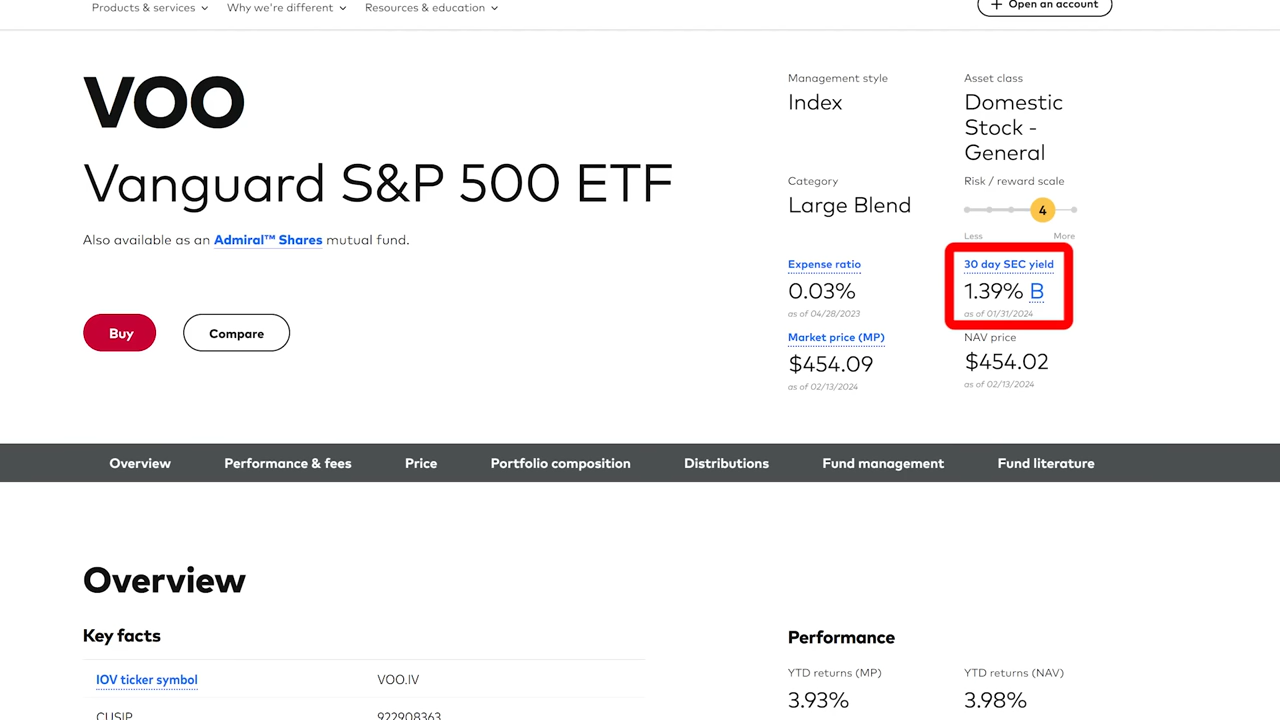 Products & services
Why we're different
Resources & education
+ Open an account
VOO
Vanguard S&P 500 ETF
Also available as an Admiral™ Shares mutual fund.
Buy
Compare
Management style
Index
Asset class
Domestic
Stock -
General
Category
Large Blend
Risk / reward scale
4
Less
More
Expense ratio
0.03%
as of 04/28/2023
30 day SEC yield
1.39% B
as of 01/31/2024
Market price (MP)
$454.09
as of 02/13/2024
NAV price
$454.02
as of 02/13/2024
Overview
Performance & fees
Price
Portfolio composition
Distributions
Fund management
Fund literature
Overview
Key facts
IOV ticker symbol
VOO.IV
CUSIP
922908363
Performance
YTD returns (MP)
3.93%
YTD returns (NAV)
3.98%